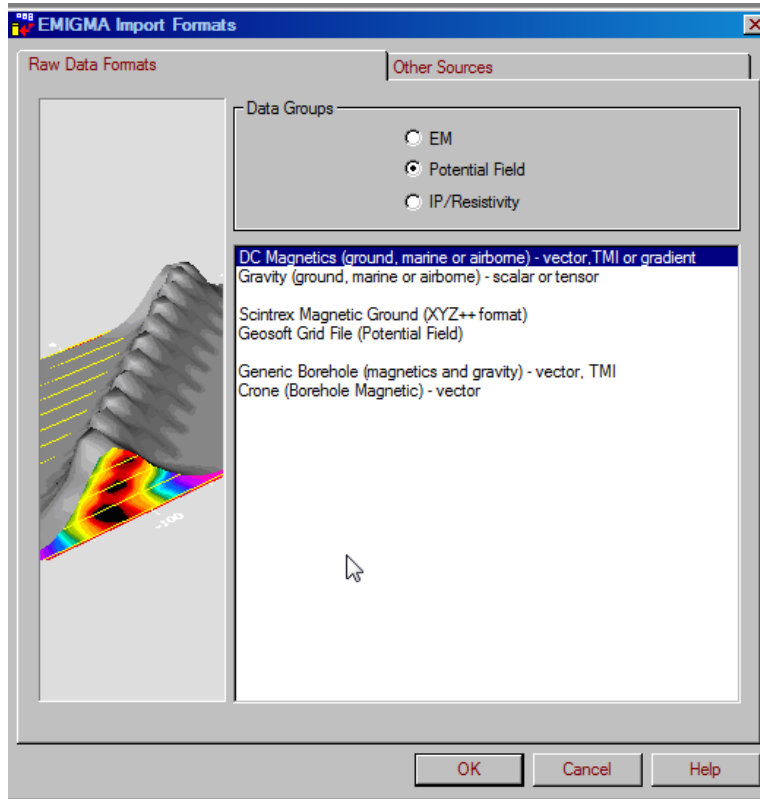 EMIGMA Import Formats
Raw Data Formats
Other Sources
Data Groups
EM
Potential Field
IP/Resistivity
DC Magnetics (ground, marine or airborne) - vector,TMI or gradient
Gravity (ground, marine or airborne) - scalar or tensor
Scintrex Magnetic Ground (XYZ++ format)
Geosoft Grid File (Potential Field)
Generic Borehole (magnetics and gravity) - vector, TMI
Crone (Borehole Magnetic) - vector
-100
OK
Cancel
Help